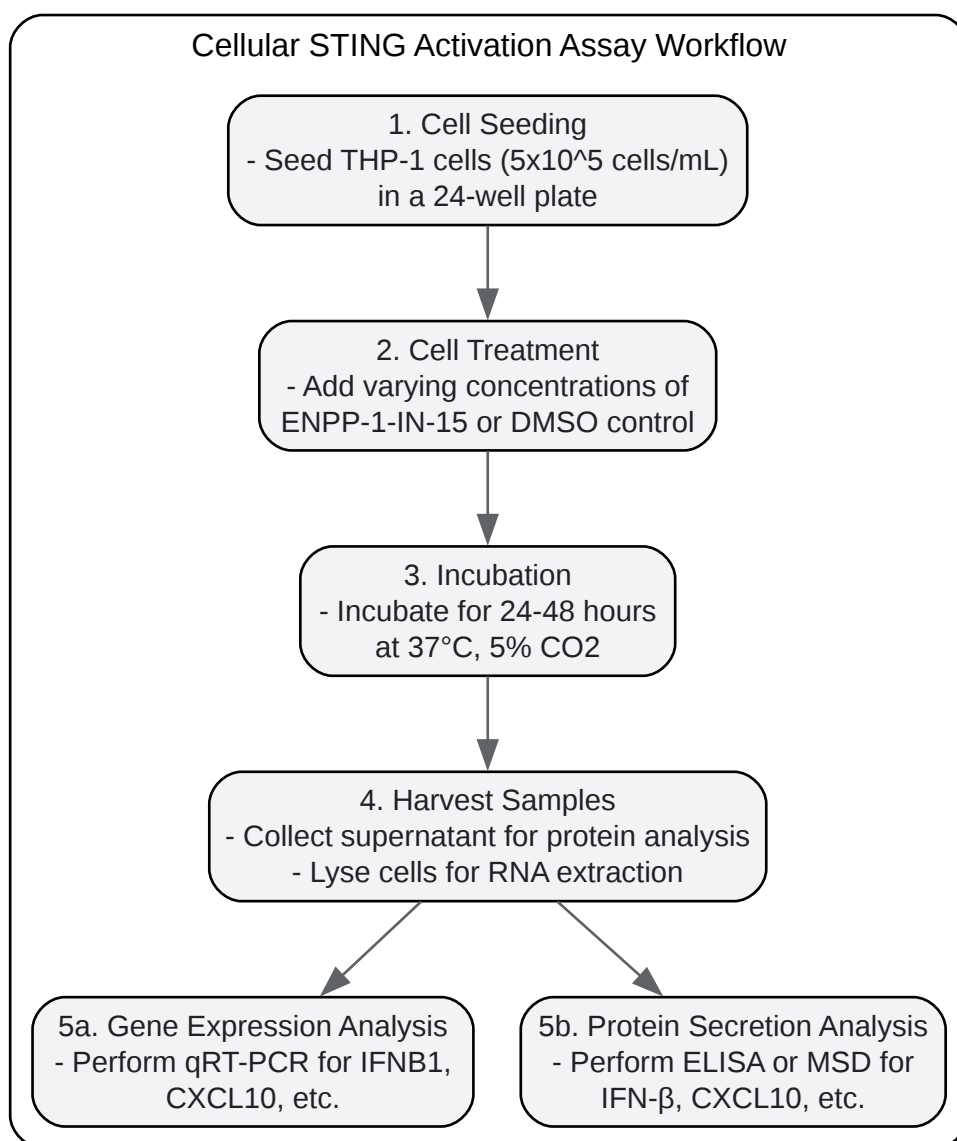 Cellular STING Activation Assay Workflow
1. Cell Seeding
- Seed THP-1 cells (5x10^5 cells/mL)
in a 24-well plate
2. Cell Treatment
- Add varying concentrations of
ENPP-1-IN-15 or DMSO control
3. Incubation
- Incubate for 24-48 hours
at 37°C, 5% CO2
4. Harvest Samples
- Collect supernatant for protein analysis
- Lyse cells for RNA extraction
5a. Gene Expression Analysis
- Perform qRT-PCR for IFNB1,
CXCL10, etc.
5b. Protein Secretion Analysis
- Perform ELISA or MSD for
IFN-β, CXCL10, etc.